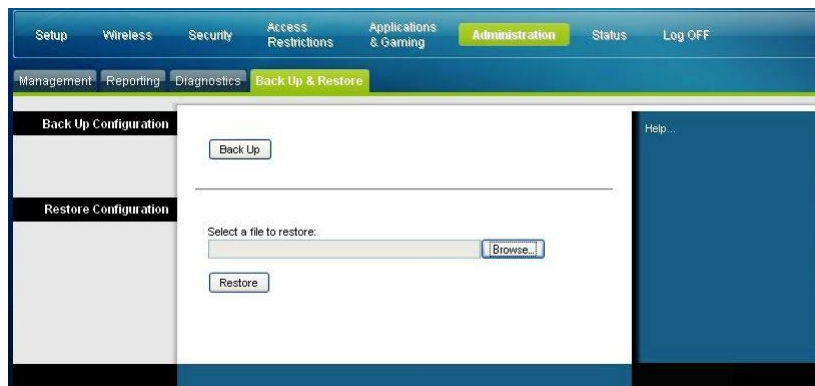 Setup Wireless Security Access Restrictions Applications & Gaming Administration Status Log OFF
Management Reporting Diagnostics Back Up & Restore
Back Up Configuration
Back Up
Help...
Restore Configuration
Select a file to restore:
Browse...
Restore